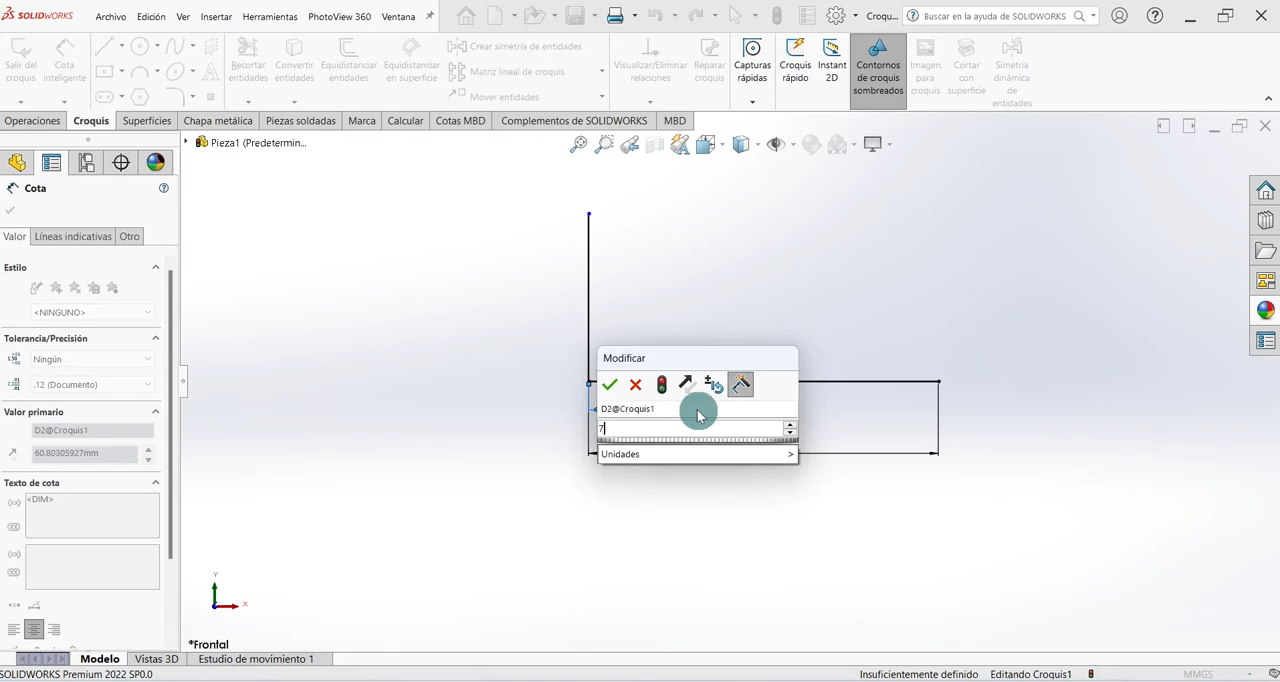 SOLIDWORKS
Archivo Edición Ver Insertar Herramientas PhotoView 360 Ventana
Croqu...
Buscar en la ayuda de SOLIDWORKS
Salir del croquis
Cota inteligente
Recortar entidades
Convertir entidades
Equidistanciar entidades
Equidistanciar en superficie
Crear simetría de entidades
Matriz lineal de croquis
Mover entidades
Visualizar/Eliminar relaciones
Reparar croquis
Capturas rápidas
Croquis rápido
Instant 2D
Contornos de croquis sombreados
Imagen para croquis
Cortar con superficie
Simetría dinámica de entidades
Operaciones Croquis Superficies Chapa metálica Piezas soldadas Marca Calcular Cotas MBD Complementos de SOLIDWORKS MBD
Pieza1 (Predetermin...
Cota
Valor Líneas indicativas Otro
Estilo
<NINGUNO>
Tolerancia/Precisión
Ningún
.12 (Documento)
Valor primario
D2@Croquis1
60.80305927mm
Texto de cota
<DIM>
Modificar
D2@Croquis1
7
Unidades >
Y
X
*Frontal
Modelo Vistas 3D Estudio de movimiento 1
SOLIDWORKS Premium 2022 SP0.0
Insuficientemente definido Editando Croquis1 MMGS